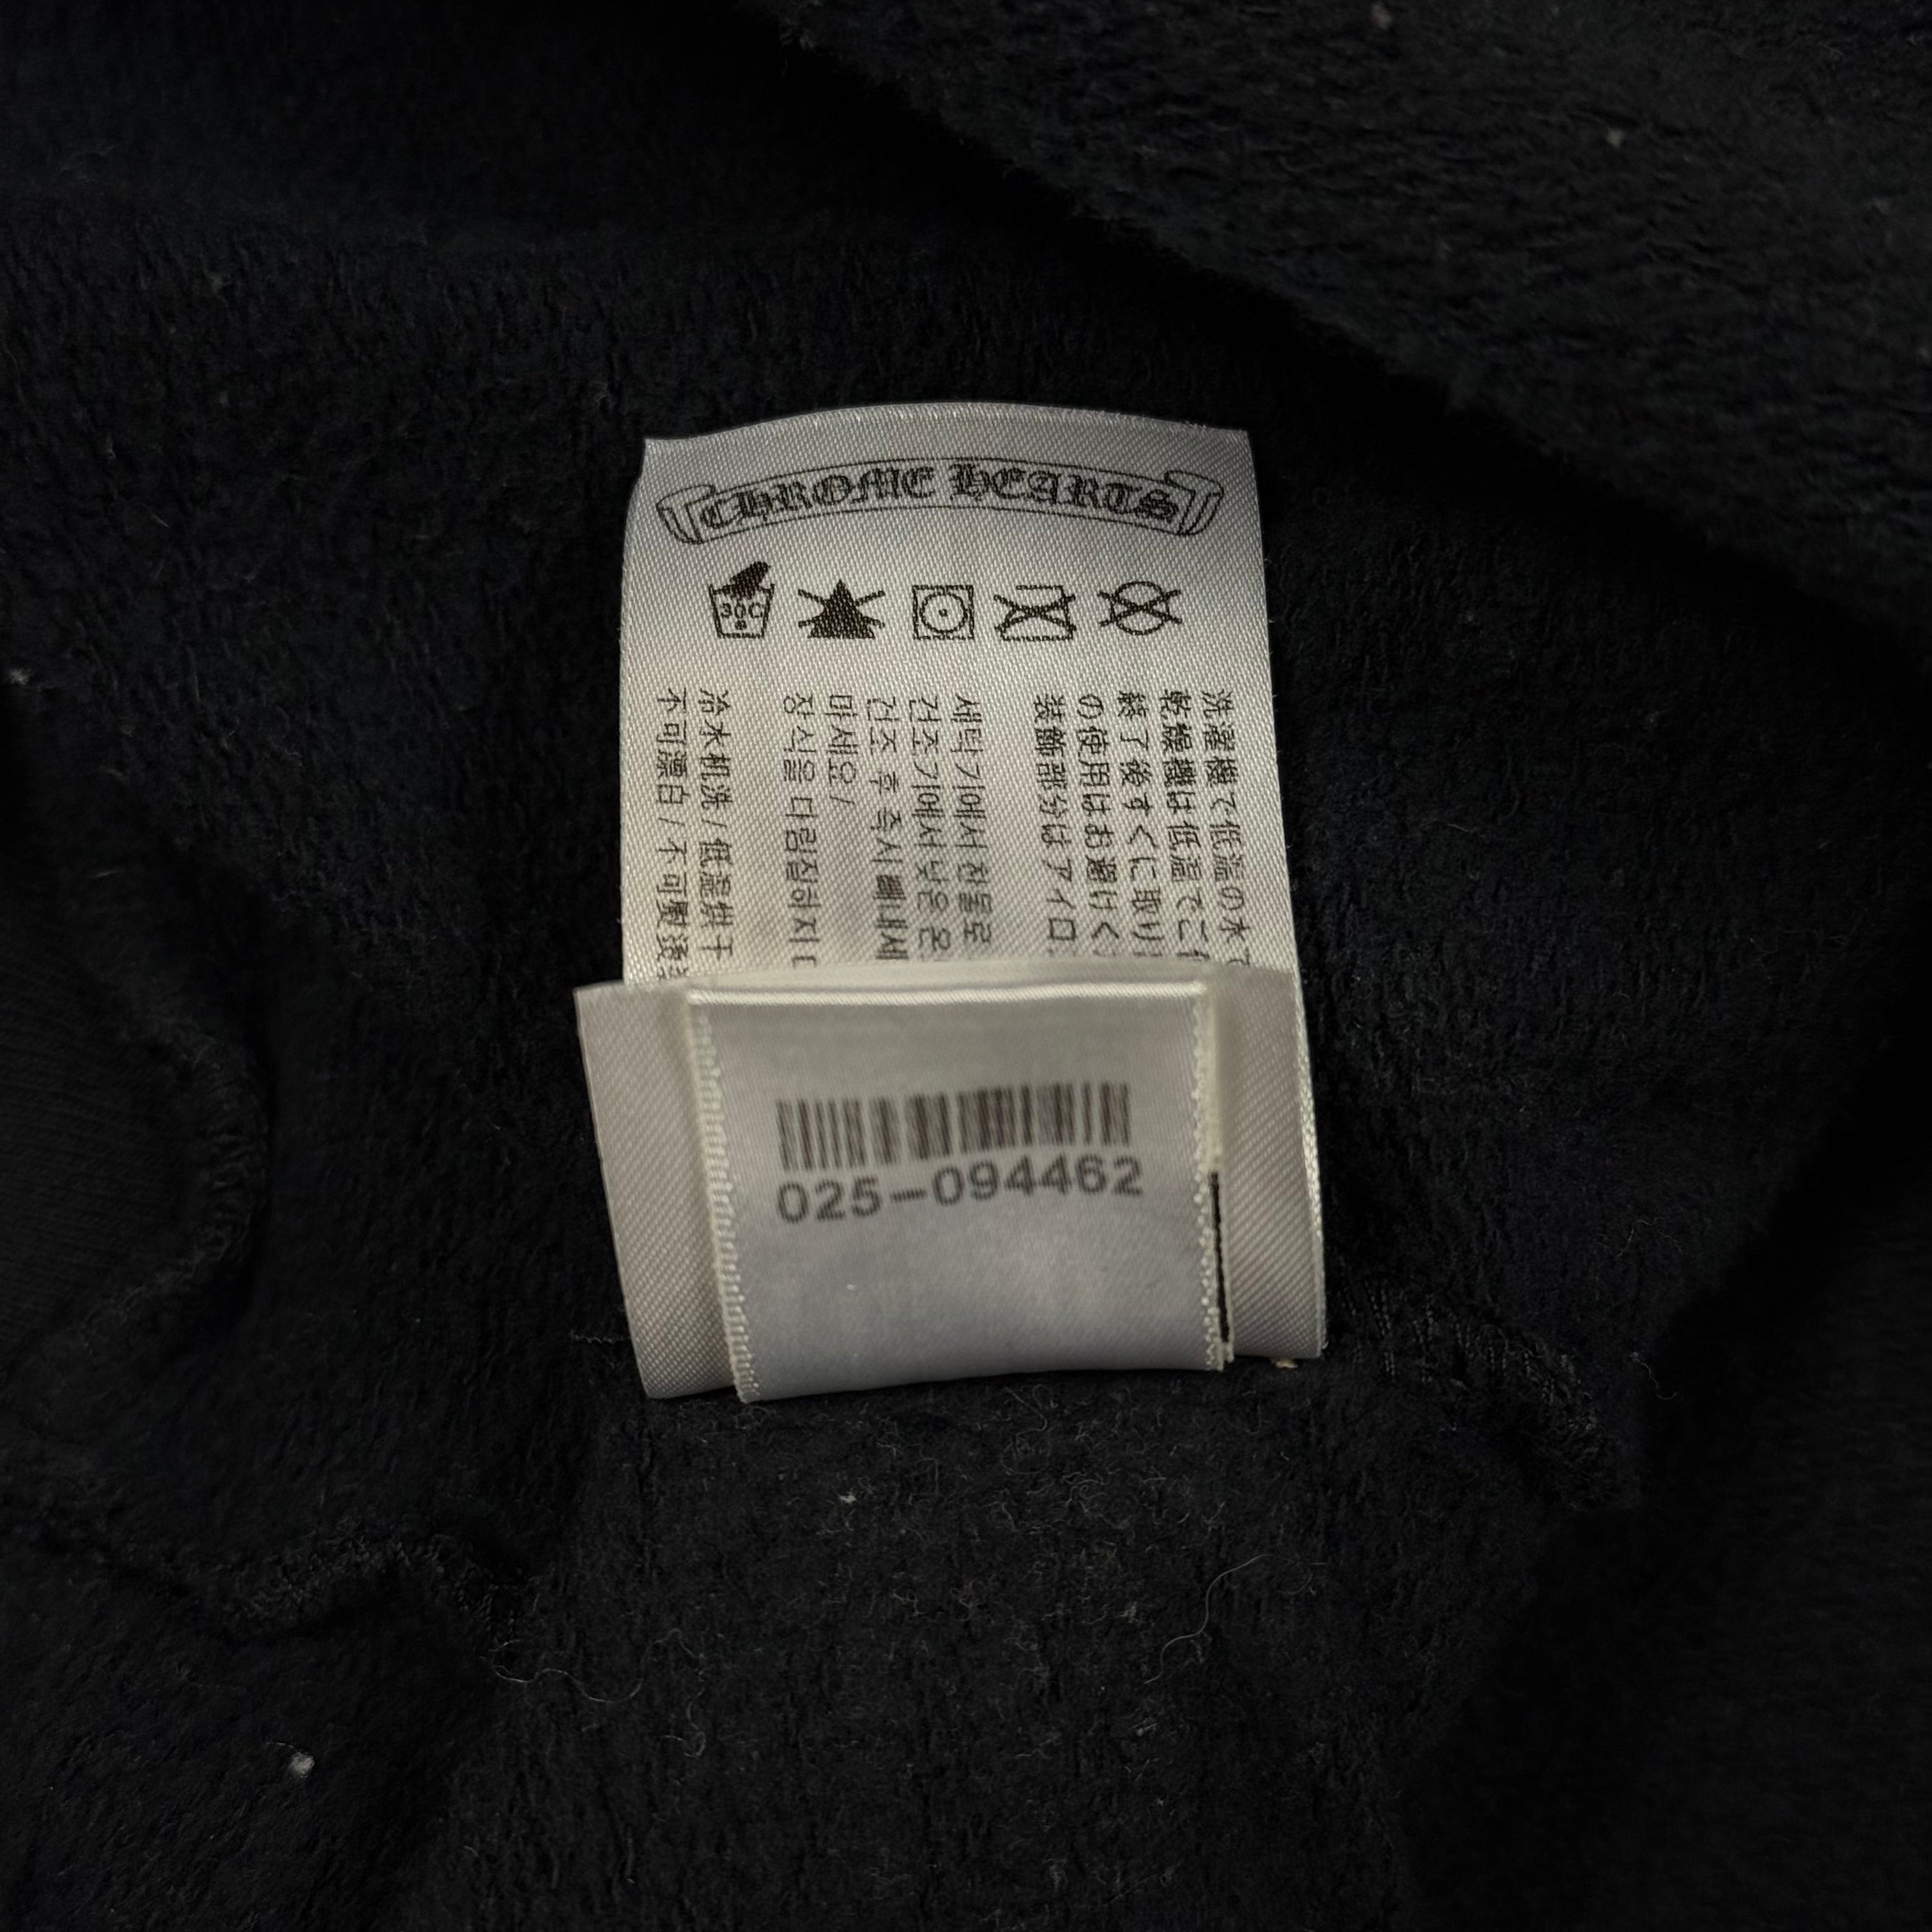 CHROME HEARTS
30C
洗濯機で低温の水で
乾燥機は低温でご
終了後すぐに取り
の使用はお避けく
装飾部分はアイロ
세탁기에서 찬물로
건조기에서 낮은 온
건조 후 즉시 빼내세
마세요 /
장식을 다림질하지
冷水机洗 / 低温烘干
不可漂白 / 不可熨烫
025-094462